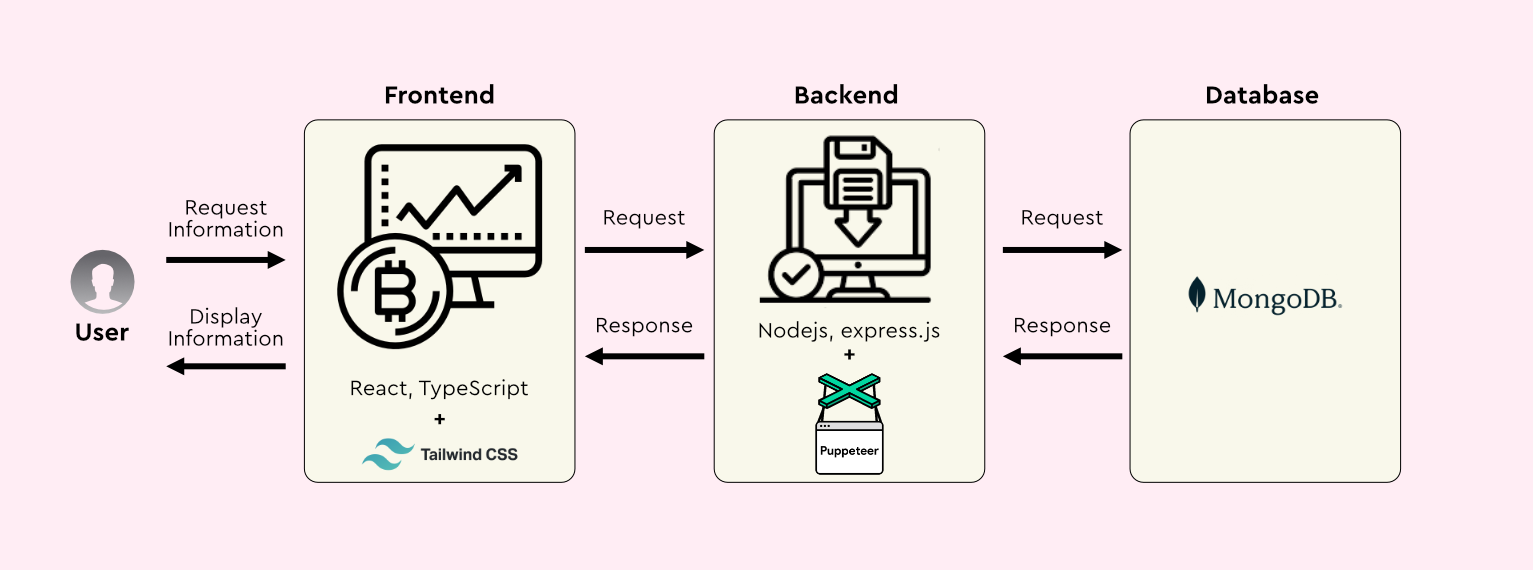 Frontend
Backend
Database
Request
Information
Display
Information
User
React, TypeScript
+
Tailwind CSS
Request
Response
Nodejs, express.js
+
Puppeteer
Request
Response
MongoDB.